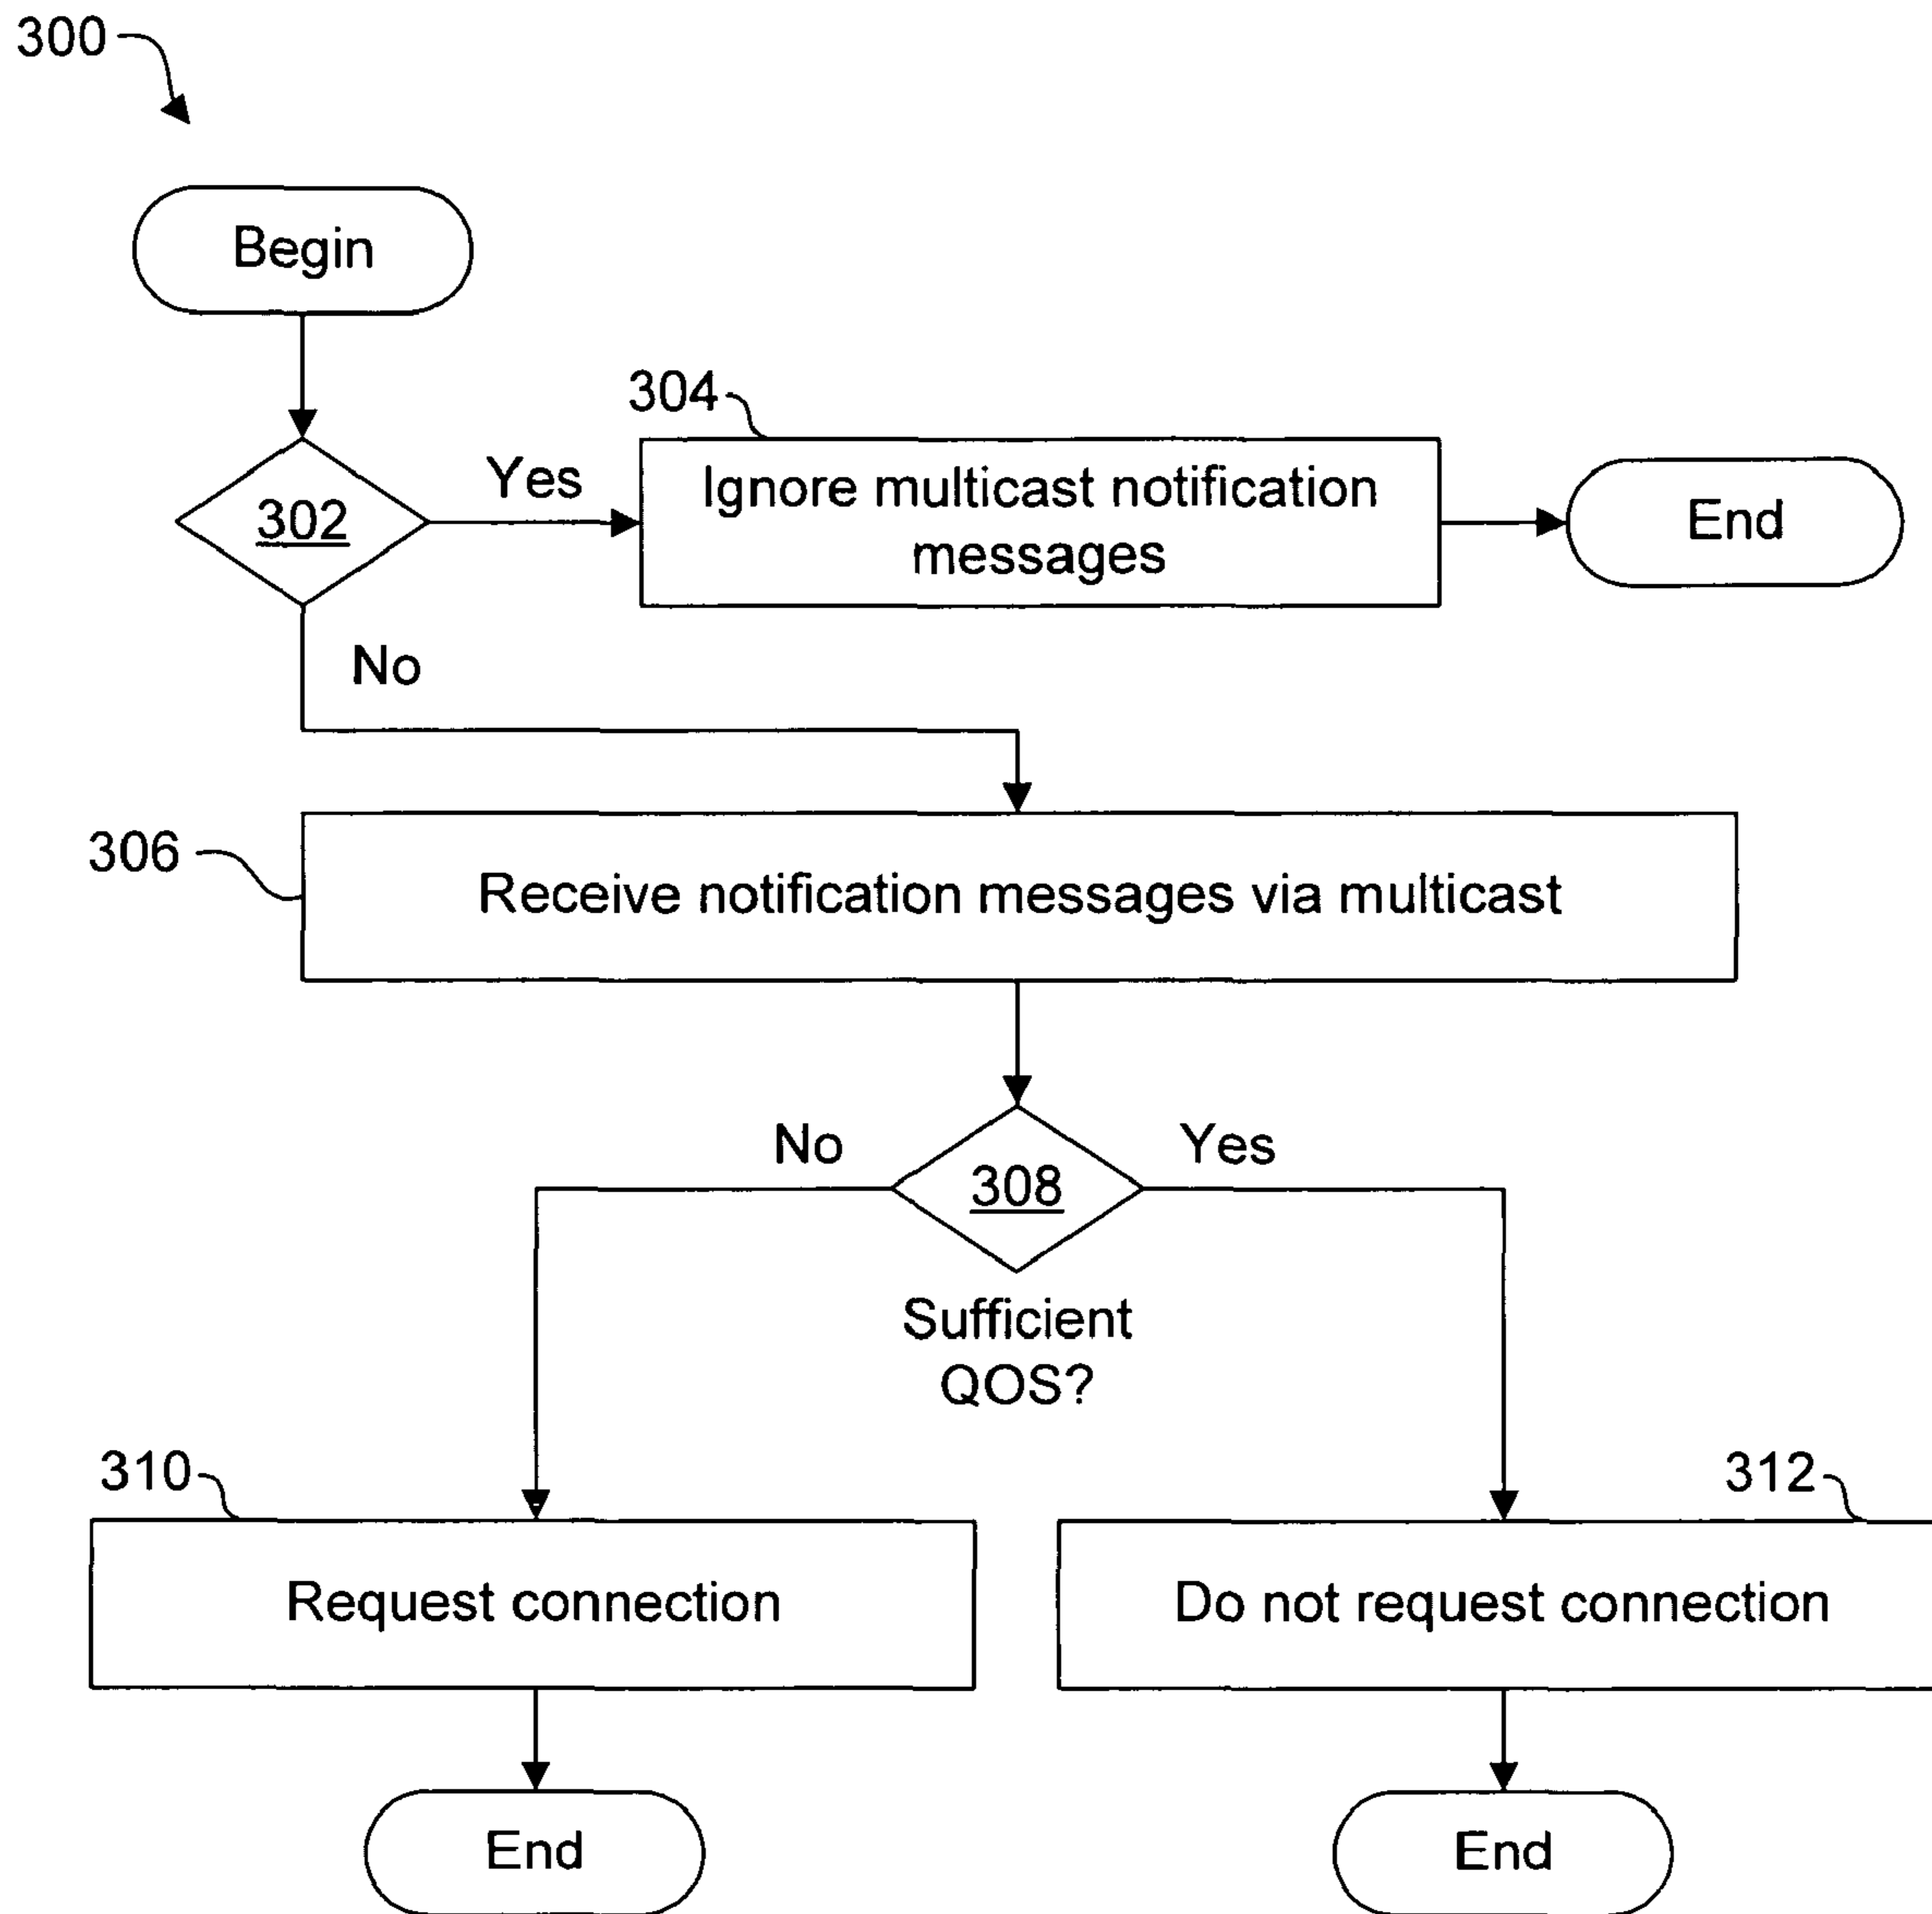 300
Begin
304
302
Yes
Ignore multicast notification
messages
End
No
306
Receive notification messages via multicast
No
308
Yes
Sufficient
QOS?
310
312
Request connection
Do not request connection
End
End